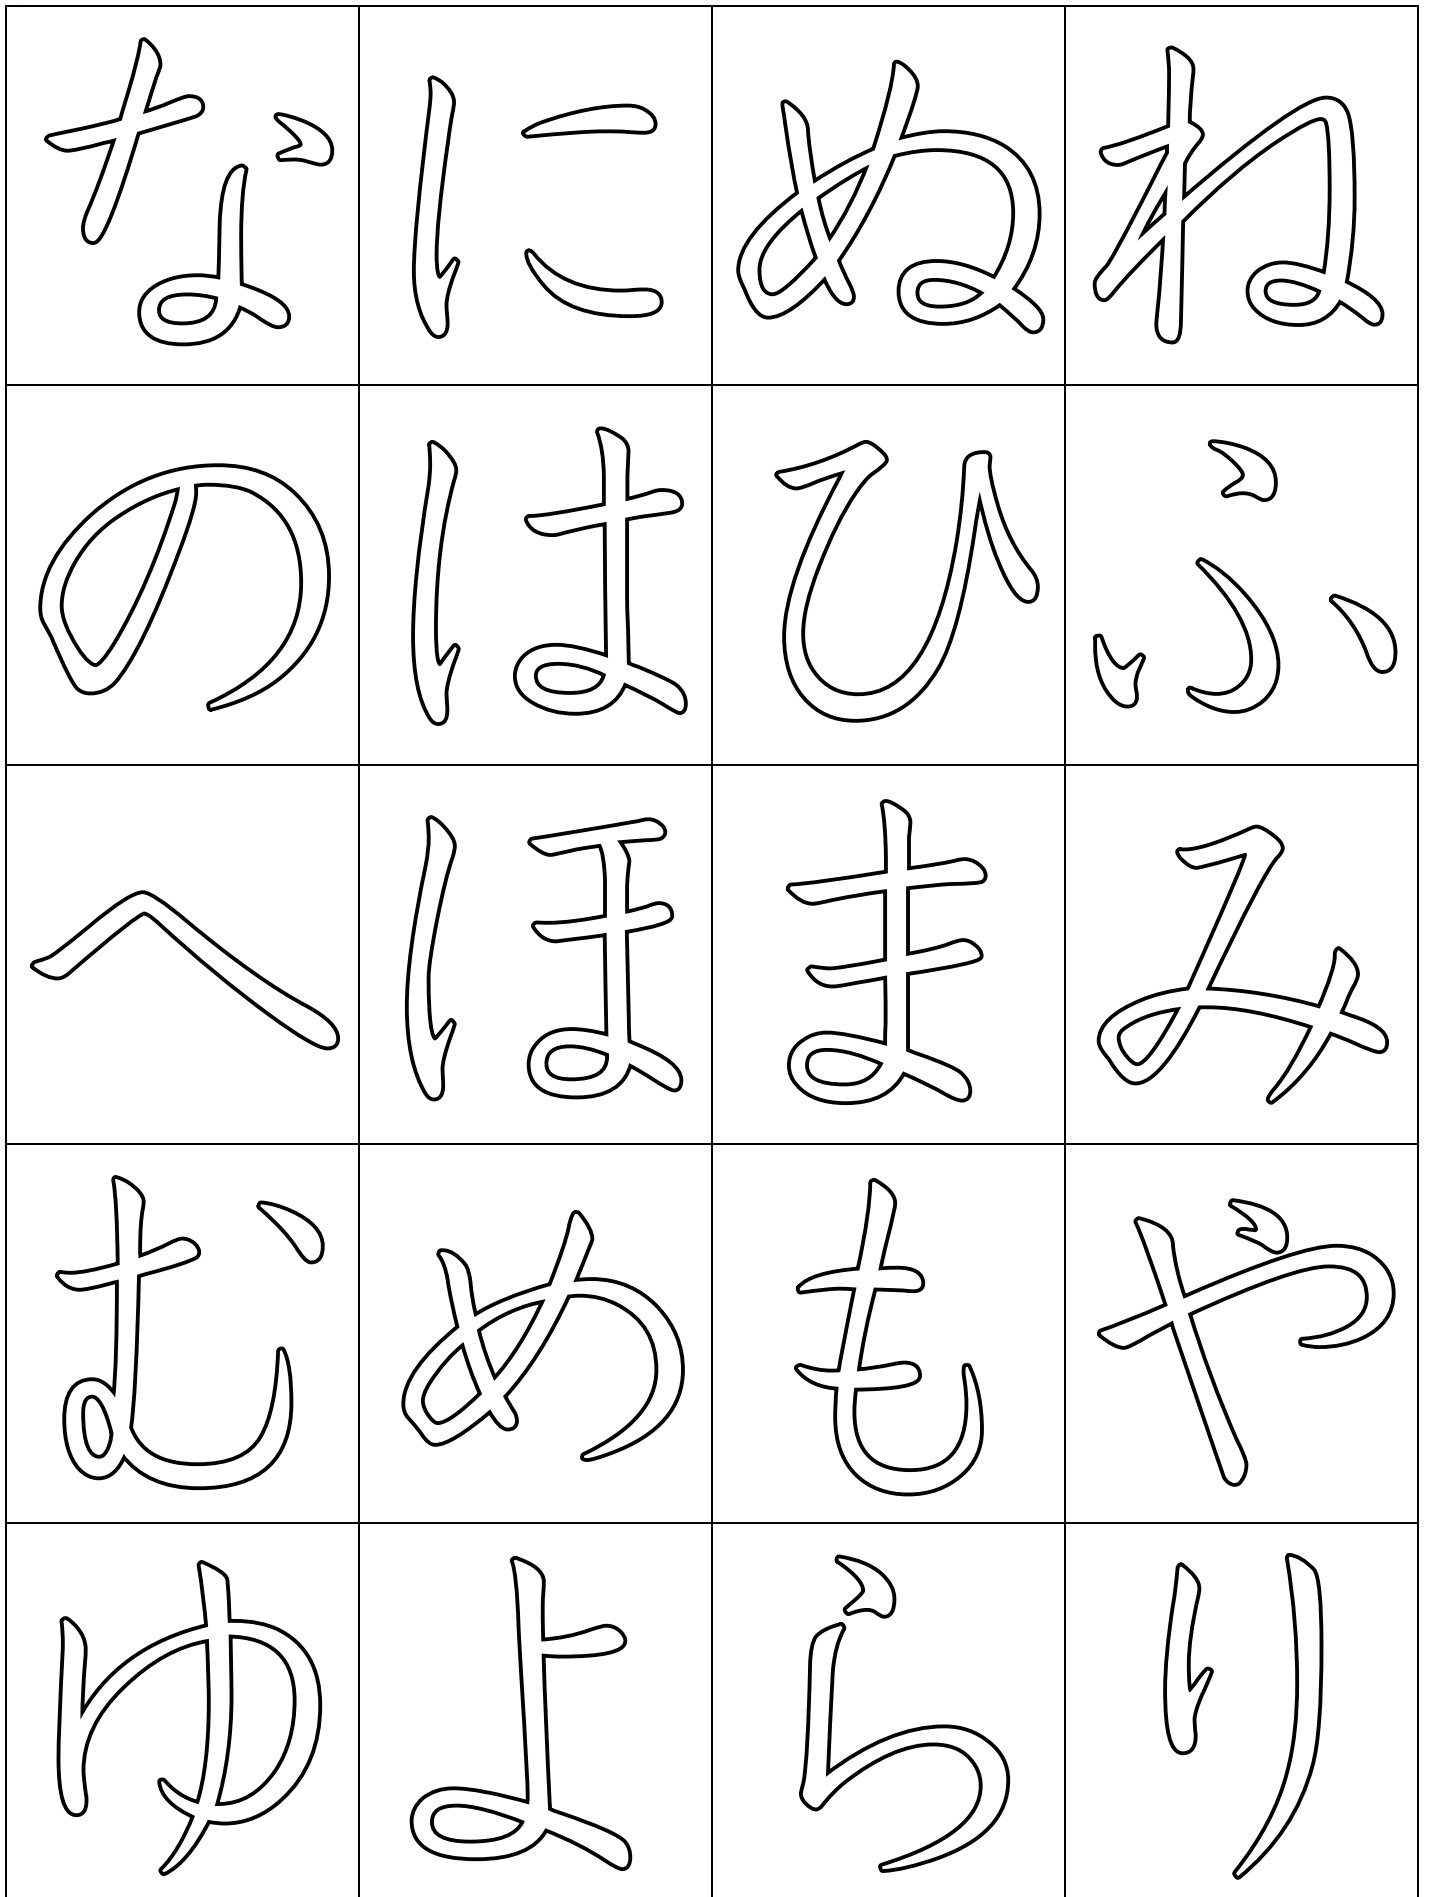 な に ぬ ね
の は ひ ふ
へ ほ ま み
む め も や
ゆ よ ら り